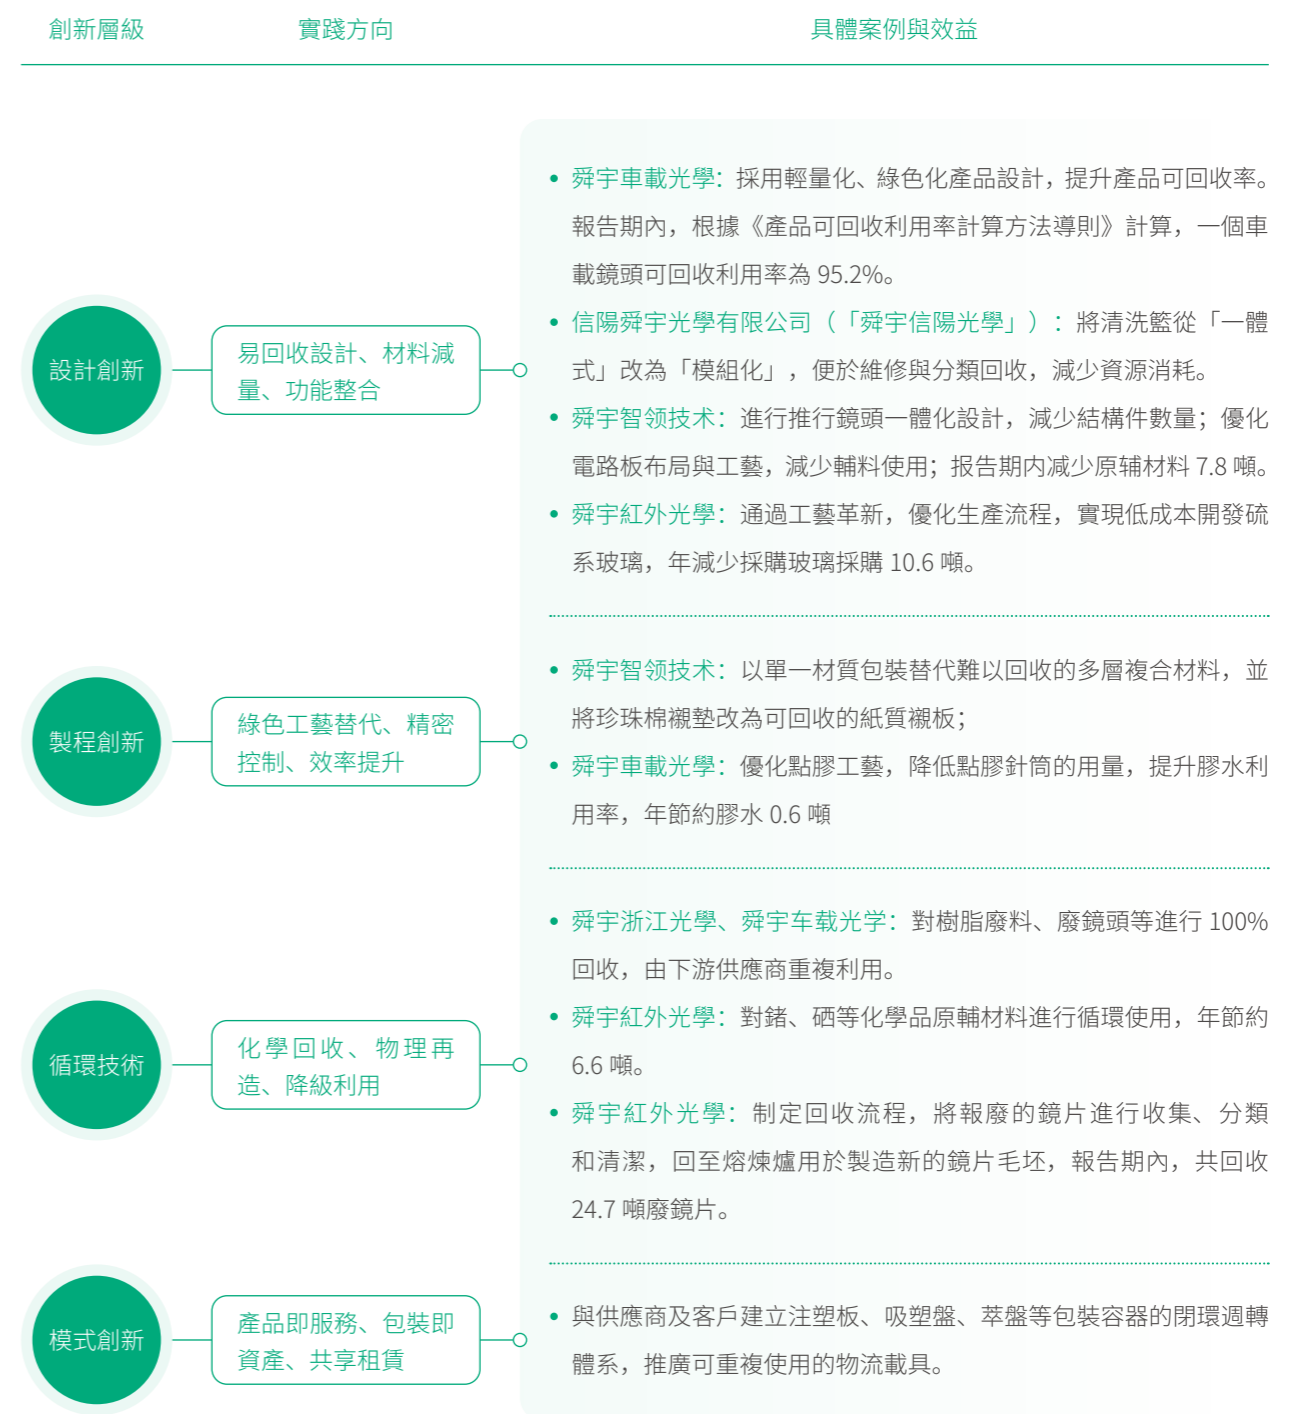 創新層級
實踐方向
具體案例與效益
設計創新
易回收設計、材料減
量、功能整合
• 舜宇車載光學：採用輕量化、綠色化產品設計，提升產品可回收率。
報告期內，根據《產品可回收利用率計算方法導則》計算，一個車
載鏡頭可回收利用率為 95.2%。
• 信陽舜宇光學有限公司（「舜宇信陽光學」）：將清洗籃從「一體
式」改為「模組化」，便於維修與分類回收，減少資源消耗。
• 舜宇智领技术：進行推行鏡頭一體化設計，減少結構件數量；優化
電路板布局與工藝，減少輔料使用；报告期内减少原辅材料 7.8 噸。
• 舜宇紅外光學：通過工藝革新，優化生產流程，實現低成本開發硫
系玻璃，年減少採購玻璃採購 10.6 噸。
製程創新
綠色工藝替代、精密
控制、效率提升
• 舜宇智领技术：以單一材質包裝替代難以回收的多層複合材料，並
將珍珠棉襯墊改為可回收的紙質襯板；
• 舜宇車載光學：優化點膠工藝，降低點膠針筒的用量，提升膠水利
用率，年節約膠水 0.6 噸
循環技術
化學回收、物理再
造、降級利用
• 舜宇浙江光學、舜宇车载光学：對樹脂廢料、廢鏡頭等進行 100%
回收，由下游供應商重複利用。
• 舜宇紅外光學：對鍺、硒等化學品原輔材料進行循環使用，年節約
6.6 噸。
• 舜宇紅外光學：制定回收流程，將報廢的鏡片進行收集、分類
和清潔，回至熔煉爐用於製造新的鏡片毛坯，報告期內，共回收
24.7 噸廢鏡片。
模式創新
產品即服務、包裝即
資產、共享租賃
• 與供應商及客戶建立注塑板、吸塑盤、萃盤等包裝容器的閉環週轉
體系，推廣可重複使用的物流載具。